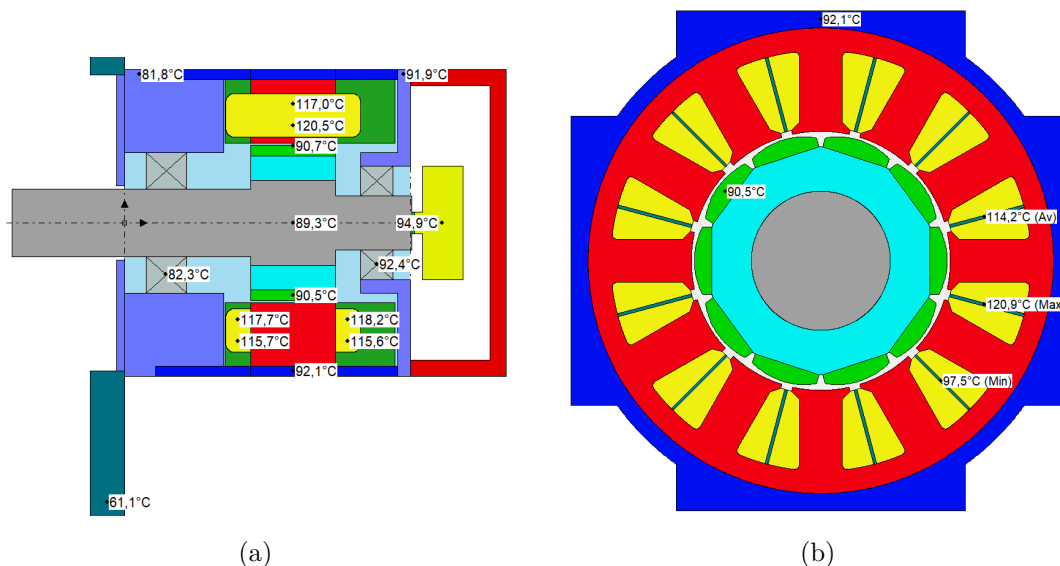 81,8°C
91,9°C
117,0°C
120,5°C
90,7°C
89,3°C
94,9°C
92,4°C
82,3°C
90,5°C
117,7°C
118,2°C
115,7°C
115,6°C
92,1°C
61,1°C
(a)
92,1°C
90,5°C
114,2°C (Av)
120,9°C (Max
97,5°C (Min)
(b)